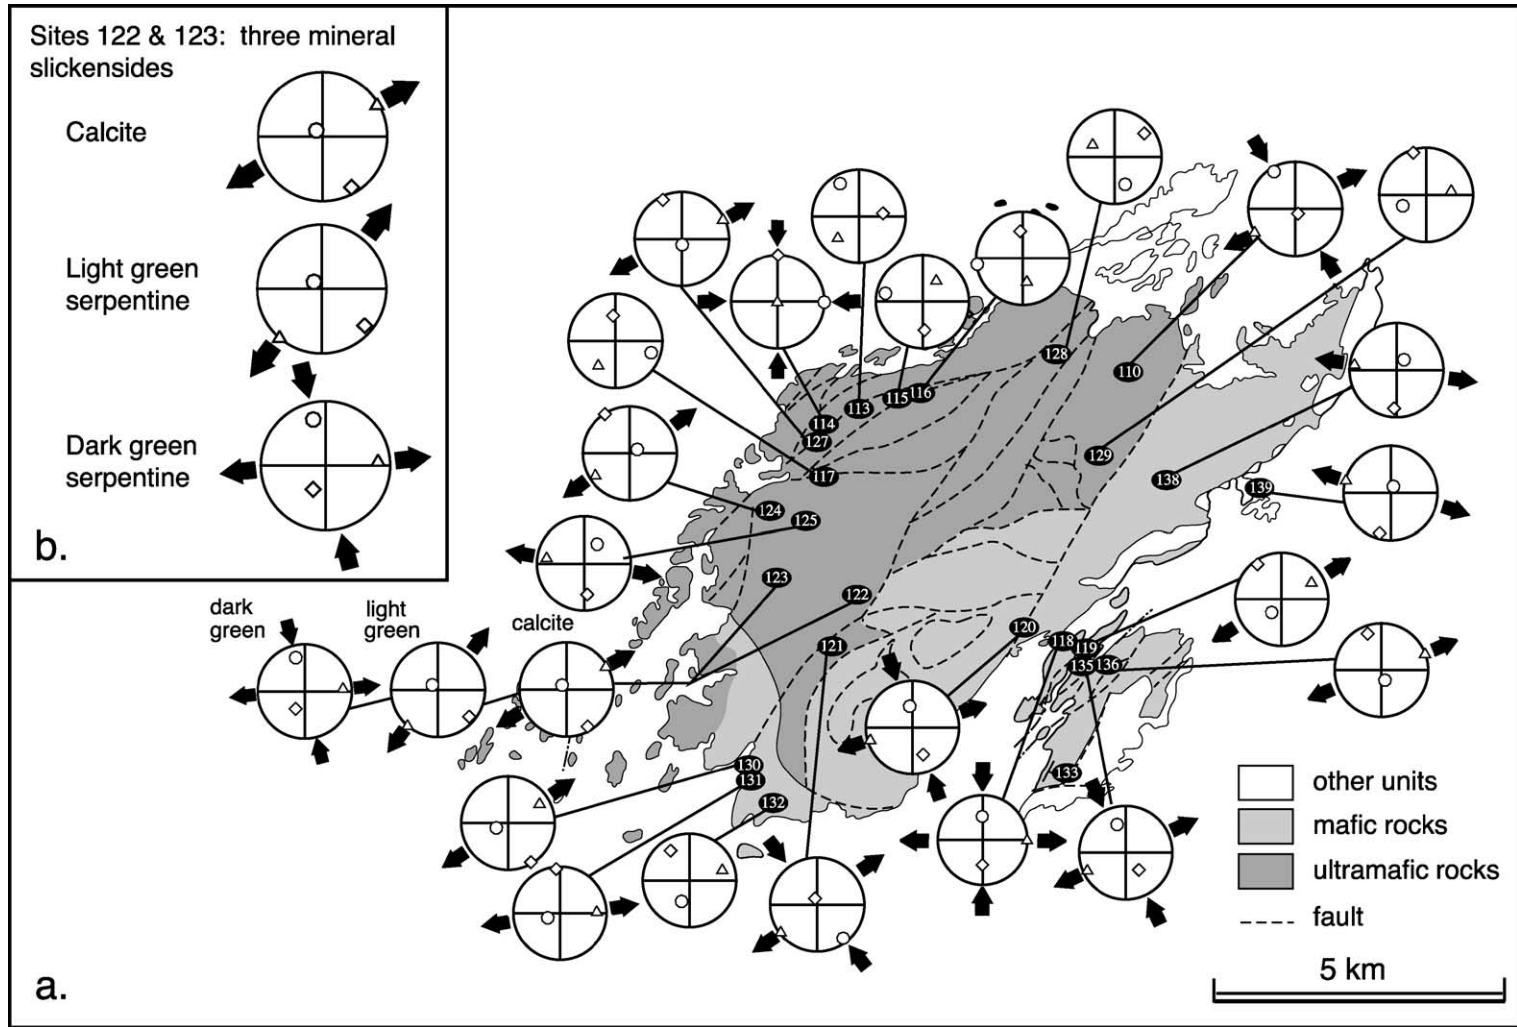 Sites 122 & 123: three mineral
slickensides
Calcite
Light green
serpentine
Dark green
serpentine
b.
128
110
113
115
116
114
127
117
129
138
139
124
125
123
122
dark
green
light
green
calcite
121
120
118
119
135
136
130
131
132
133
other units
mafic rocks
ultramafic rocks
fault
5 km
a.